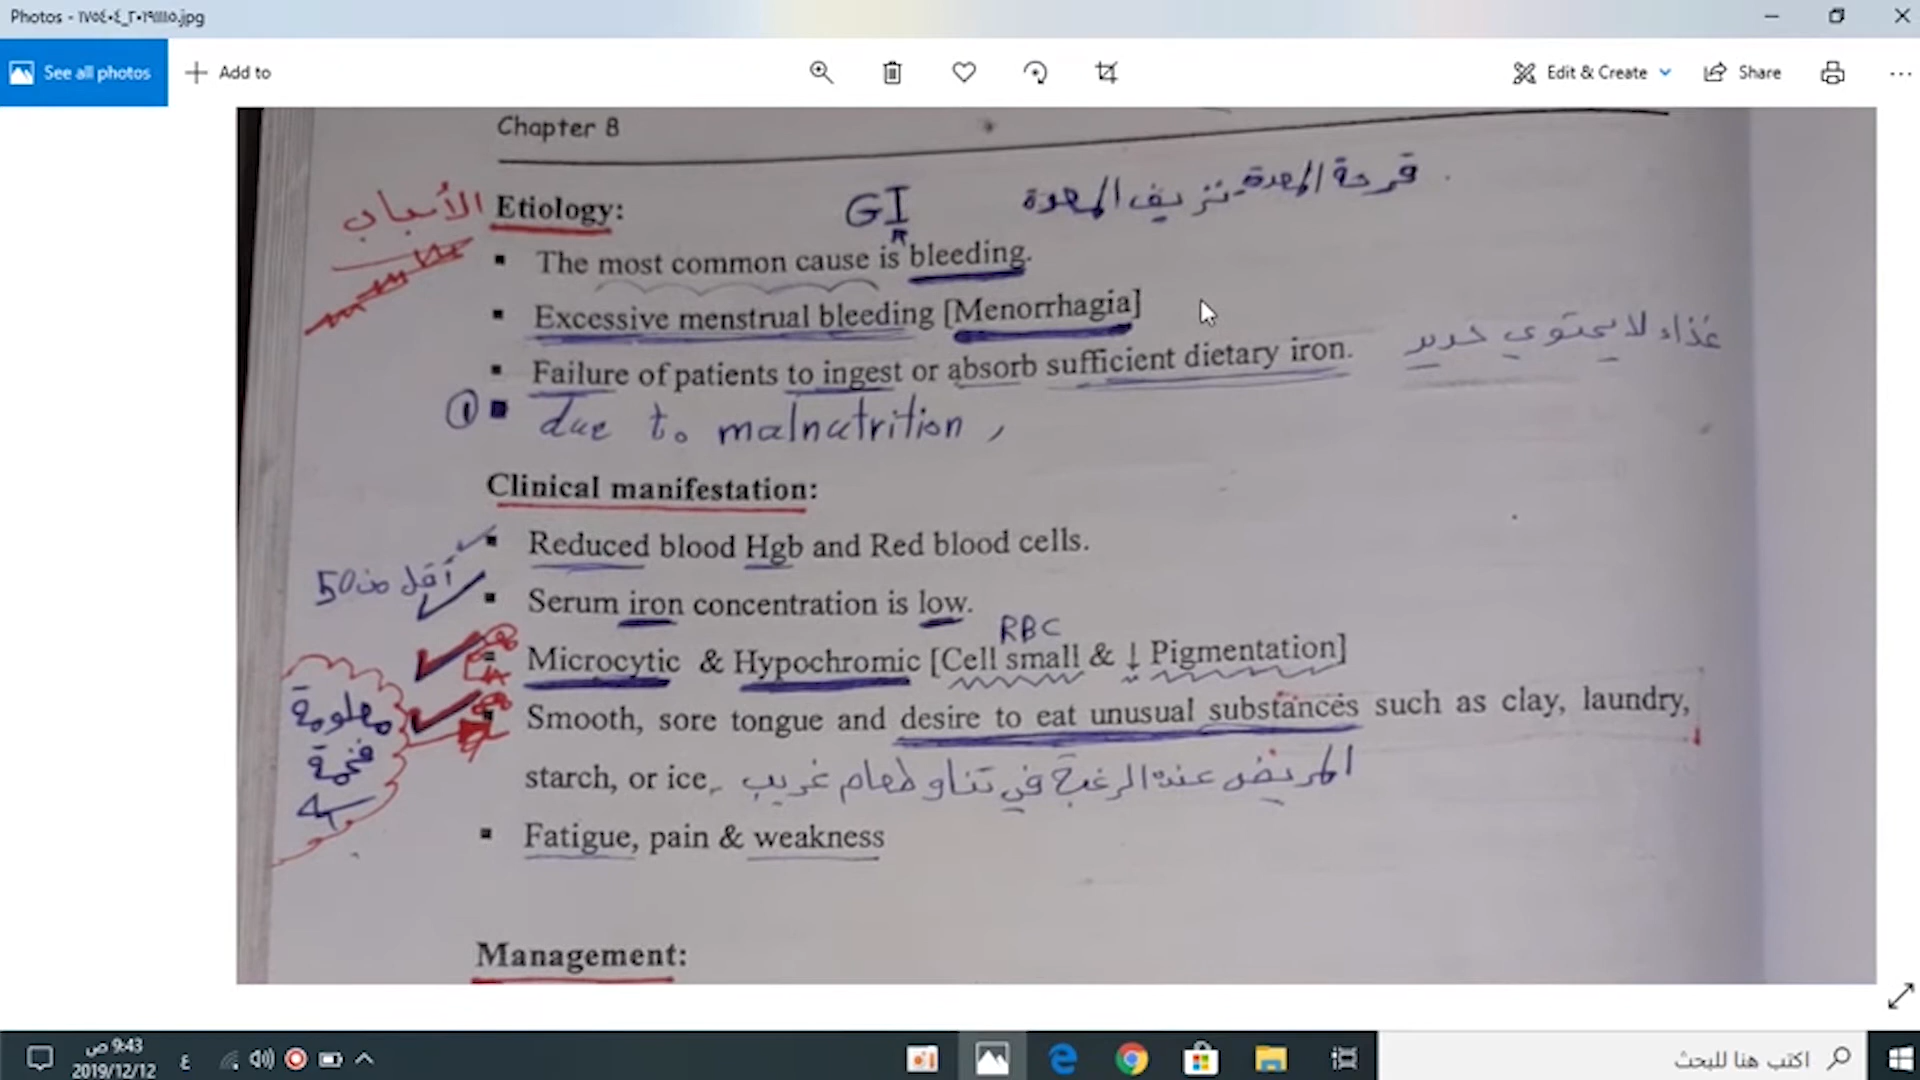 Photos - ٢٠١٩١١١٥_١٧٥٤٠٤.jpg
See all photos
Add to
Edit & Create
Share
Chapter 8
قرحة المعدة - نزيف المعدة
GI
الأسباب
Etiology:
▪ The most common cause is bleeding.
▪ Excessive menstrual bleeding [Menorrhagia]
غذاء لا يحتوي حديد
▪ Failure of patients to ingest or absorb sufficient dietary iron.
① ▪ due to malnutrition,
Clinical manifestation:
▪ Reduced blood Hgb and Red blood cells.
أقل من 50
▪ Serum iron concentration is low.
RBC
▪ Microcytic & Hypochromic [Cell small & ↓ Pigmentation]
معلومة
فخمة
▪ Smooth, sore tongue and desire to eat unusual substances such as clay, laundry,
starch, or ice.
المريض عنده الرغبة في تناو طعام غريب
▪ Fatigue, pain & weakness
Management:
9:43 ص
2019/12/12
ع
اكتب هنا للبحث